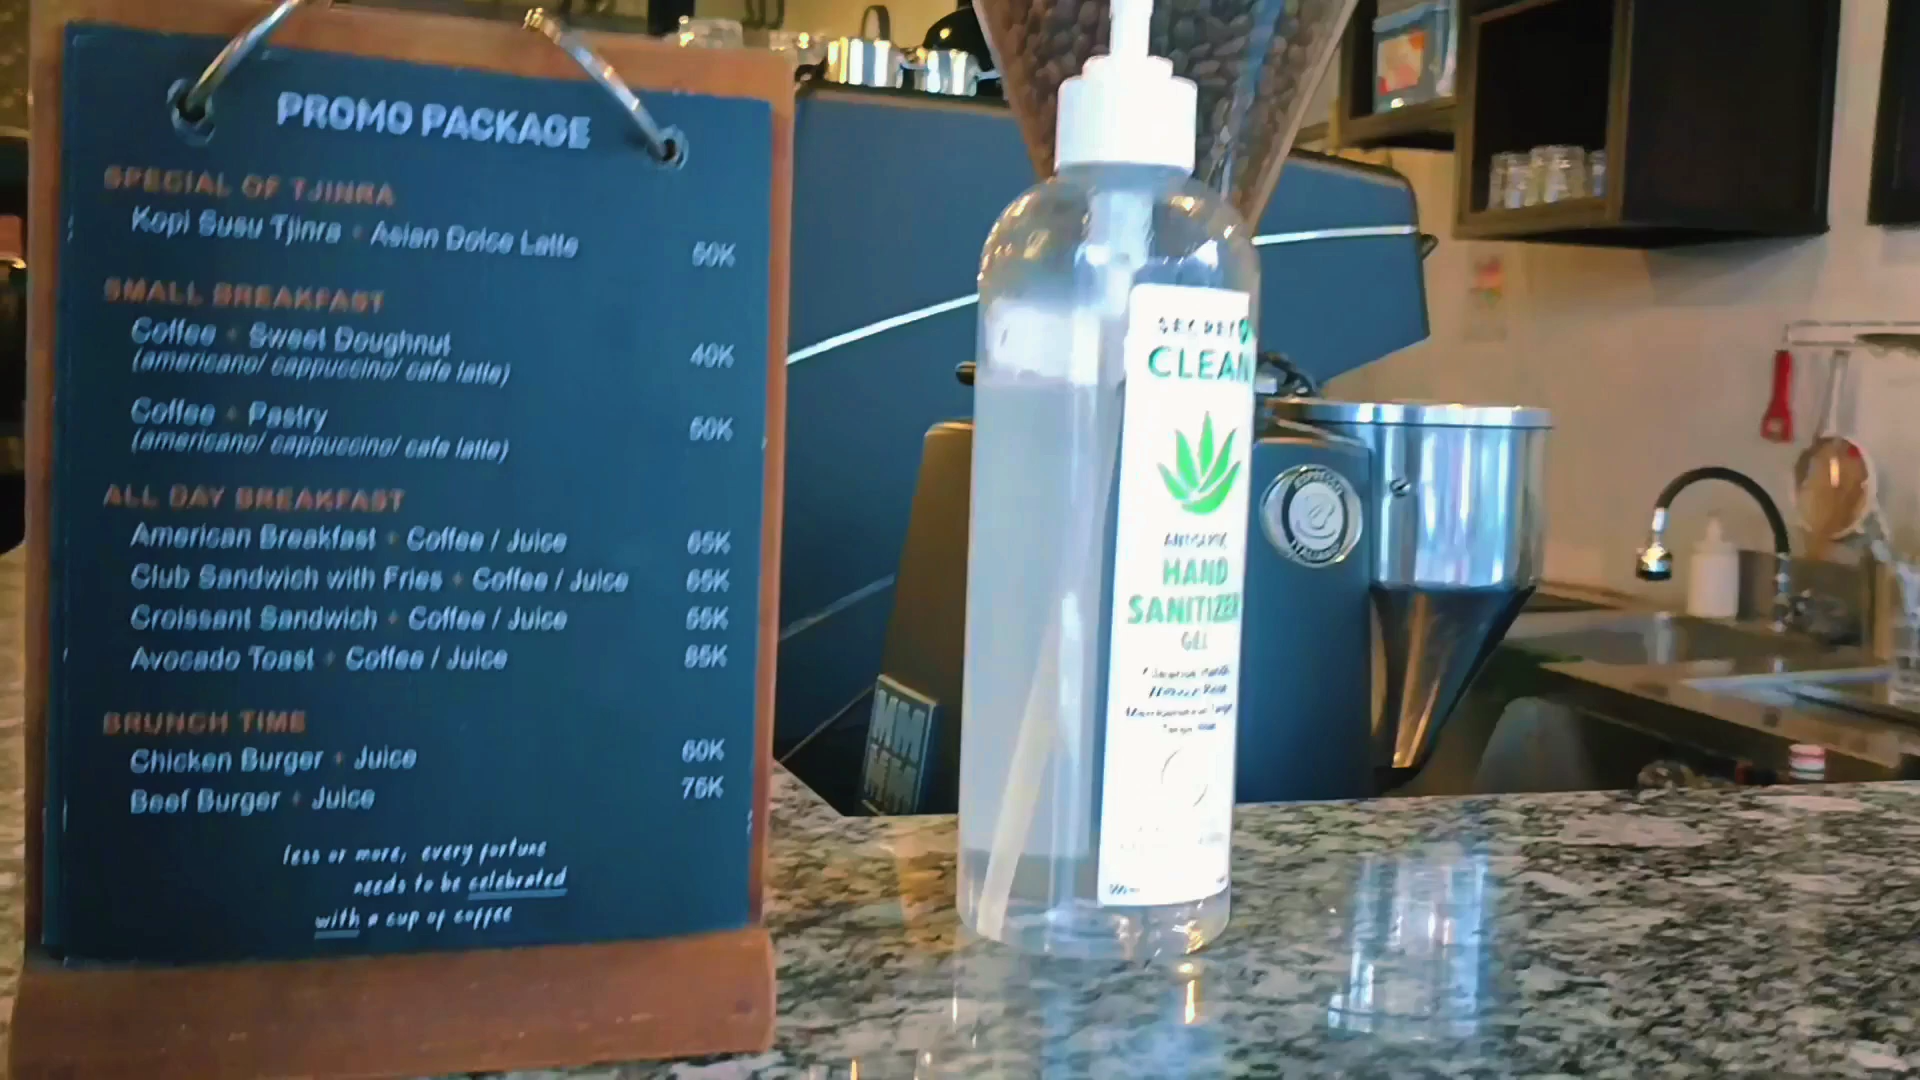 PROMO PACKAGE
SPECIAL OF TJINRA
Kopi Susu Tjinra + Asian Dolce Latte 50K
SMALL BREAKFAST
Coffee + Sweet Doughnut 40K
(americano/ cappuccino/ cafe latte)
Coffee + Pastry 50K
(americano/ cappuccino/ cafe latte)
ALL DAY BREAKFAST
American Breakfast + Coffee / Juice 65K
Club Sandwich with Fries + Coffee / Juice 65K
Croissant Sandwich + Coffee / Juice
Avocado Toast + Coffee / Juice
BRUNCH TIME
Chicken Burger + Juice 60K
Beef Burger + Juice 75K
less or more, every fortune
needs to be celebrated
with a cup of coffee
SECRET
CLEAN
ANTISEPTIC
HAND
SANITIZER
GEL
ESPRESSO
ITALIANO